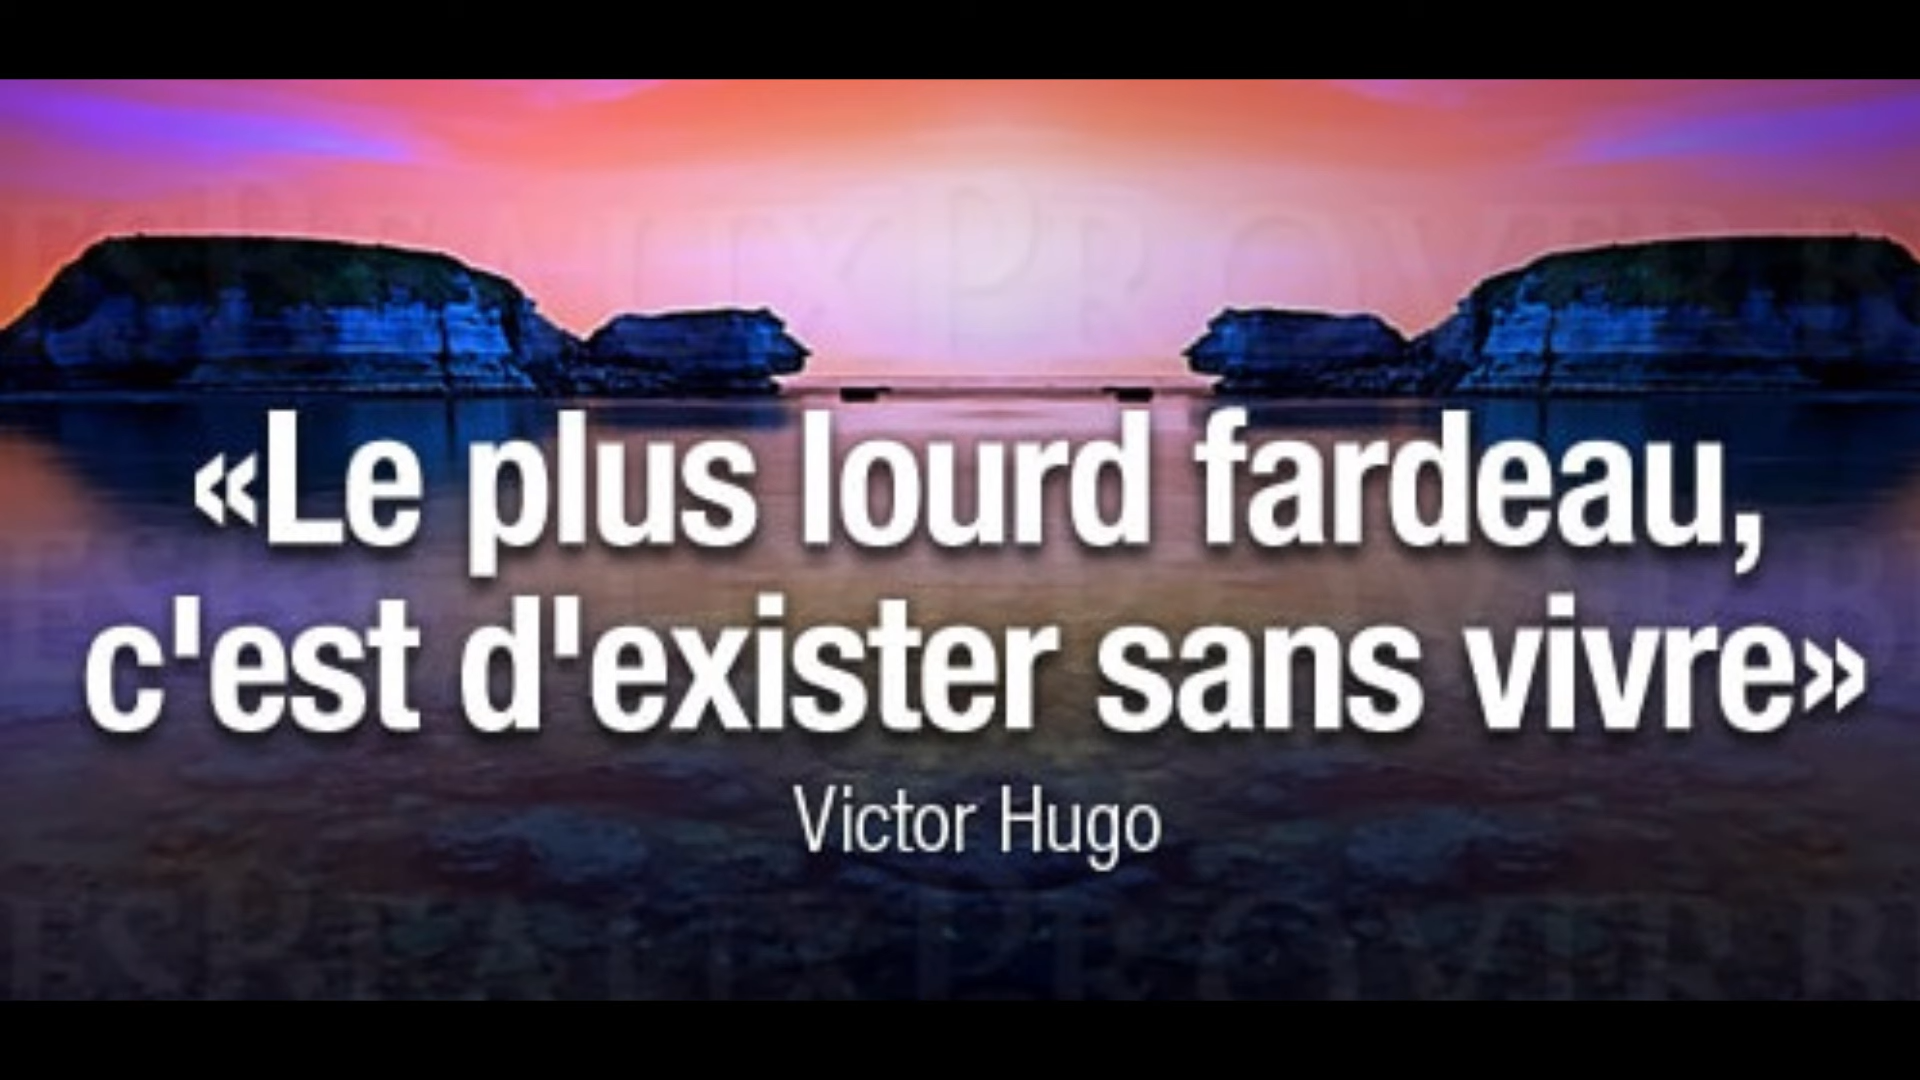 «Le plus lourd fardeau,
c'est d'exister sans vivre»
Victor Hugo